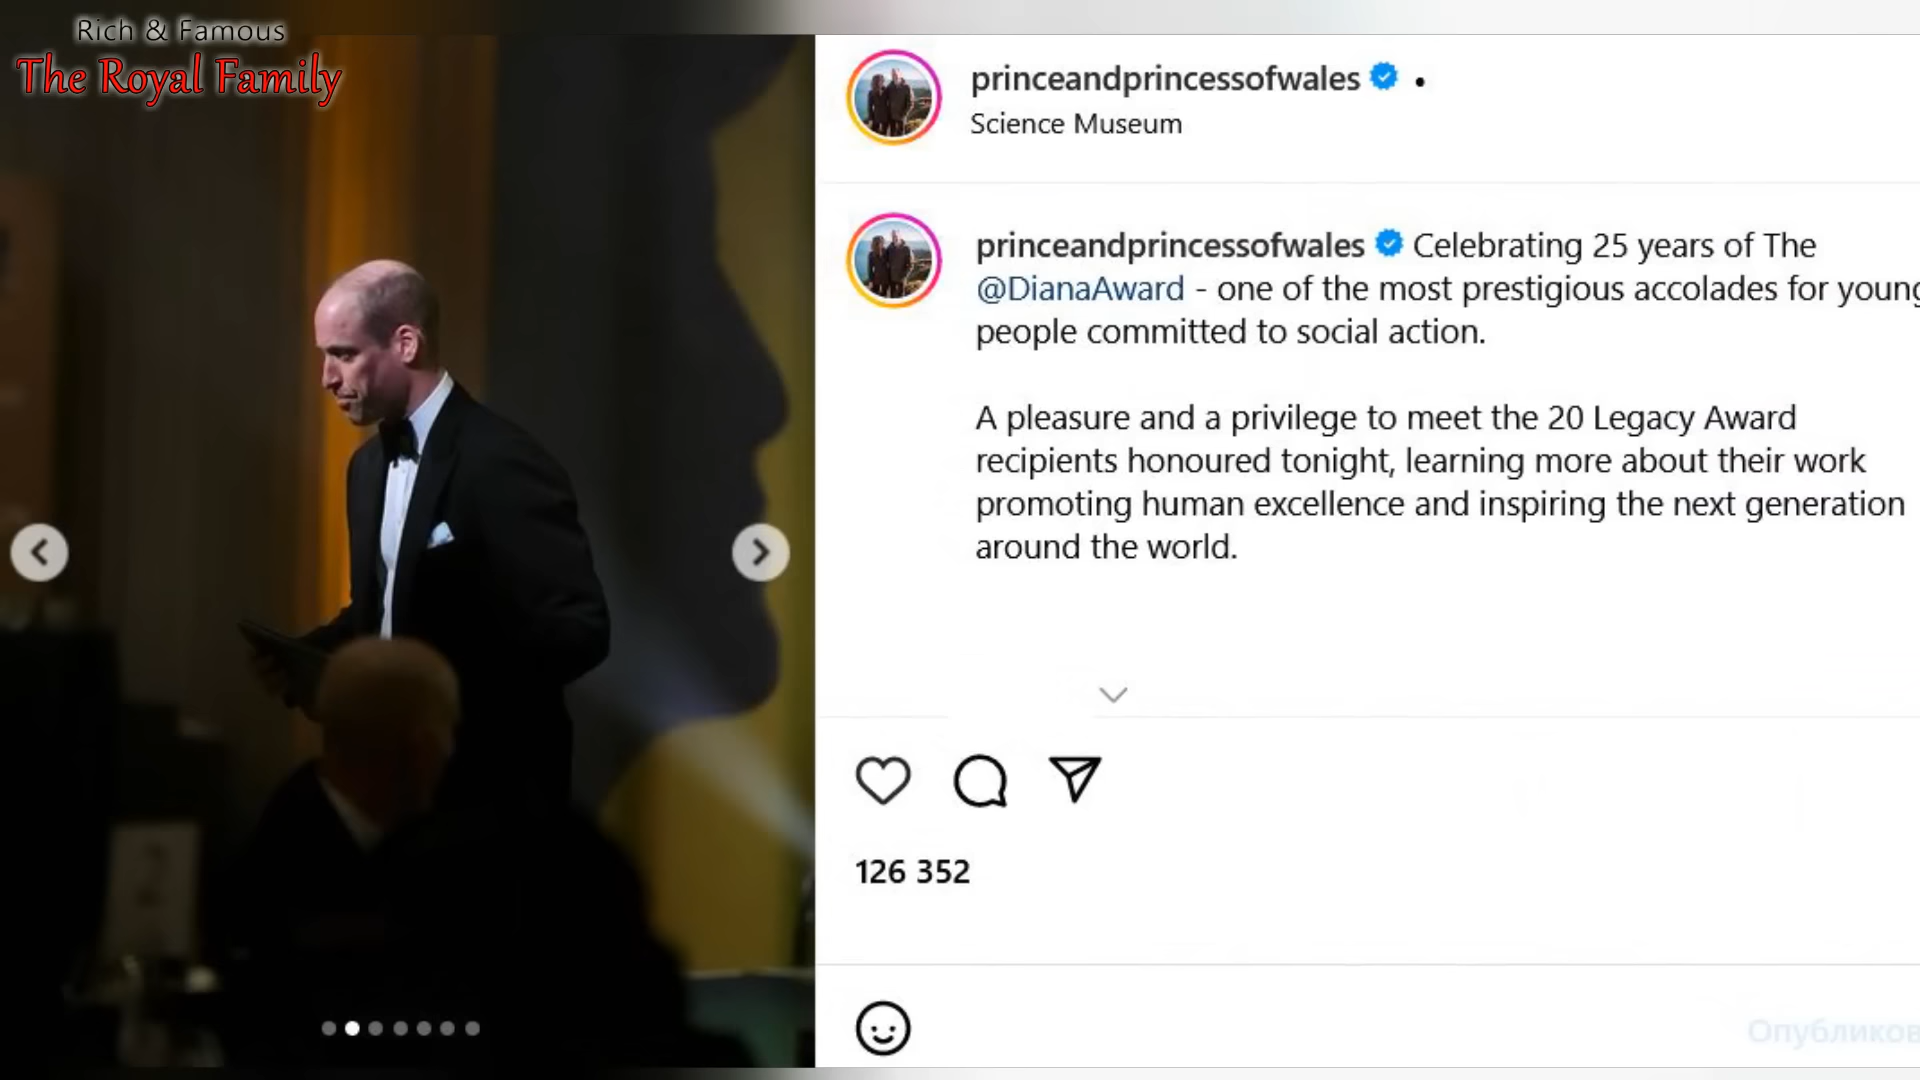 Rich & Famous
The Royal Family
princeandprincessofwales
Science Museum
princeandprincessofwales Celebrating 25 years of The
@DianaAward - one of the most prestigious accolades for young
people committed to social action.
A pleasure and a privilege to meet the 20 Legacy Award
recipients honoured tonight, learning more about their work
promoting human excellence and inspiring the next generation
around the world.
126 352
Опубликов